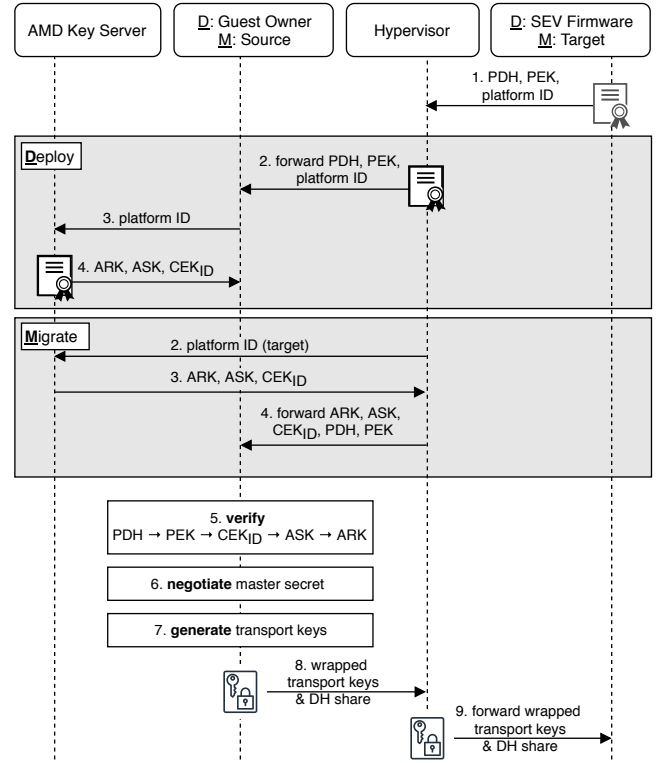 AMD Key Server
D: Guest Owner
M: Source
Hypervisor
D: SEV Firmware
M: Target
1. PDH, PEK,
platform ID
Deploy
2. forward PDH, PEK,
platform ID
3. platform ID
4. ARK, ASK, CEKID
Migrate
2. platform ID (target)
3. ARK, ASK, CEKID
4. forward ARK, ASK,
CEKID, PDH, PEK
5. verify
PDH → PEK → CEKID → ASK → ARK
6. negotiate master secret
7. generate transport keys
8. wrapped
transport keys
& DH share
9. forward wrapped
transport keys
& DH share